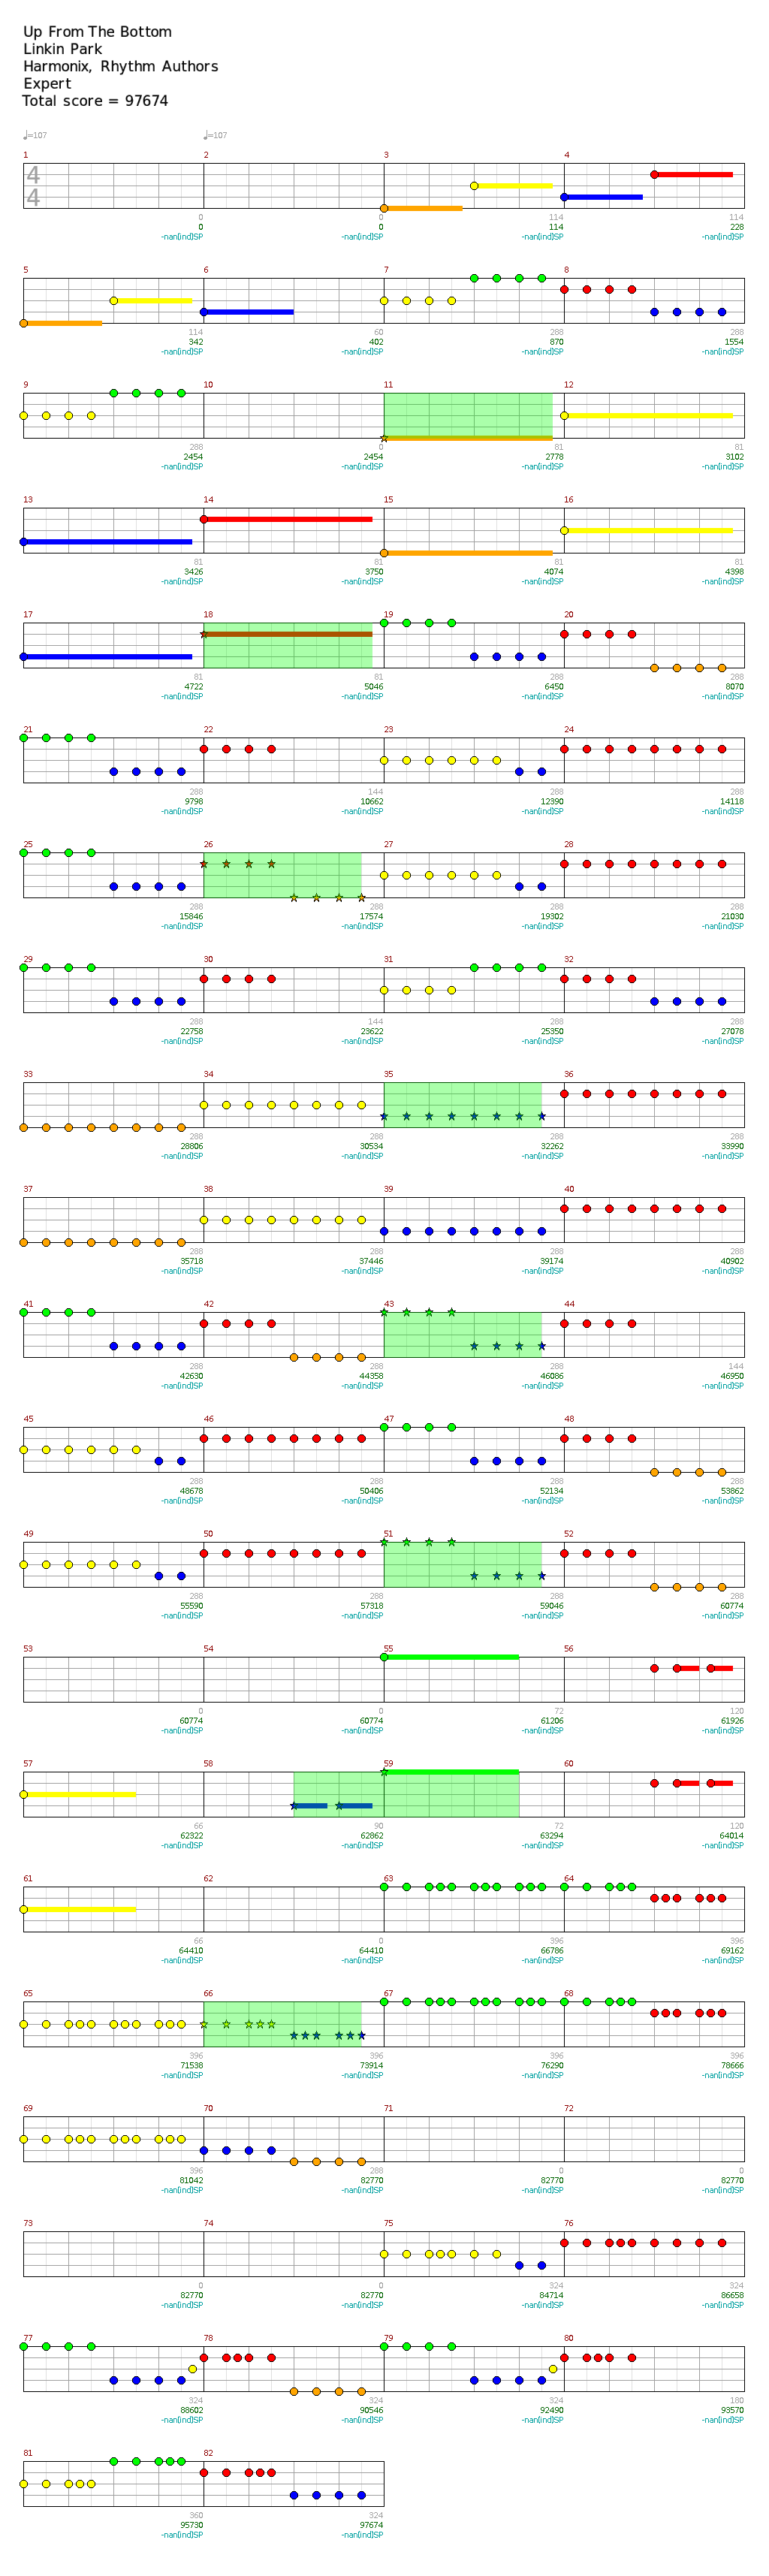 Up From The Bottom
Linkin Park
Harmonix, Rhythm Authors
Expert
Total score = 97674
♩=107 ♩=107
1 2 3 4
4
4
0 0 114 114
0 0 114 228
-nan(ind)SP -nan(ind)SP -nan(ind)SP -nan(ind)SP
5 6 7 8
114 60 288 288
342 402 870 1554
-nan(ind)SP -nan(ind)SP -nan(ind)SP -nan(ind)SP
9 10 11 12
288 0 81 81
2454 2454 2778 3102
-nan(ind)SP -nan(ind)SP -nan(ind)SP -nan(ind)SP
13 14 15 16
81 81 81 81
3426 3750 4074 4398
-nan(ind)SP -nan(ind)SP -nan(ind)SP -nan(ind)SP
17 18 19 20
81 81 288 288
4722 5046 6450 8070
-nan(ind)SP -nan(ind)SP -nan(ind)SP -nan(ind)SP
21 22 23 24
288 144 288 288
9798 10662 12390 14118
-nan(ind)SP -nan(ind)SP -nan(ind)SP -nan(ind)SP
25 26 27 28
288 288 288 288
15846 17574 19302 21030
-nan(ind)SP -nan(ind)SP -nan(ind)SP -nan(ind)SP
29 30 31 32
288 144 288 288
22758 23622 25350 27078
-nan(ind)SP -nan(ind)SP -nan(ind)SP -nan(ind)SP
33 34 35 36
288 288 288 288
28806 30534 32262 33990
-nan(ind)SP -nan(ind)SP -nan(ind)SP -nan(ind)SP
37 38 39 40
288 288 288 288
35718 37446 39174 40902
-nan(ind)SP -nan(ind)SP -nan(ind)SP -nan(ind)SP
41 42 43 44
288 288 288 144
42630 44358 46086 46950
-nan(ind)SP -nan(ind)SP -nan(ind)SP -nan(ind)SP
45 46 47 48
288 288 288 288
48678 50406 52134 53862
-nan(ind)SP -nan(ind)SP -nan(ind)SP -nan(ind)SP
49 50 51 52
288 288 288 288
55590 57318 59046 60774
-nan(ind)SP -nan(ind)SP -nan(ind)SP -nan(ind)SP
53 54 55 56
0 0 72 120
60774 60774 61206 61926
-nan(ind)SP -nan(ind)SP -nan(ind)SP -nan(ind)SP
57 58 59 60
66 90 72 120
62322 62862 63294 64014
-nan(ind)SP -nan(ind)SP -nan(ind)SP -nan(ind)SP
61 62 63 64
66 0 396 396
64410 64410 66786 69162
-nan(ind)SP -nan(ind)SP -nan(ind)SP -nan(ind)SP
65 66 67 68
396 396 396 396
71538 73914 76290 78666
-nan(ind)SP -nan(ind)SP -nan(ind)SP -nan(ind)SP
69 70 71 72
396 288 0 0
81042 82770 82770 82770
-nan(ind)SP -nan(ind)SP -nan(ind)SP -nan(ind)SP
73 74 75 76
0 0 324 324
82770 82770 84714 86658
-nan(ind)SP -nan(ind)SP -nan(ind)SP -nan(ind)SP
77 78 79 80
324 324 324 180
88602 90546 92490 93570
-nan(ind)SP -nan(ind)SP -nan(ind)SP -nan(ind)SP
81 82
360 324
95730 97674
-nan(ind)SP -nan(ind)SP